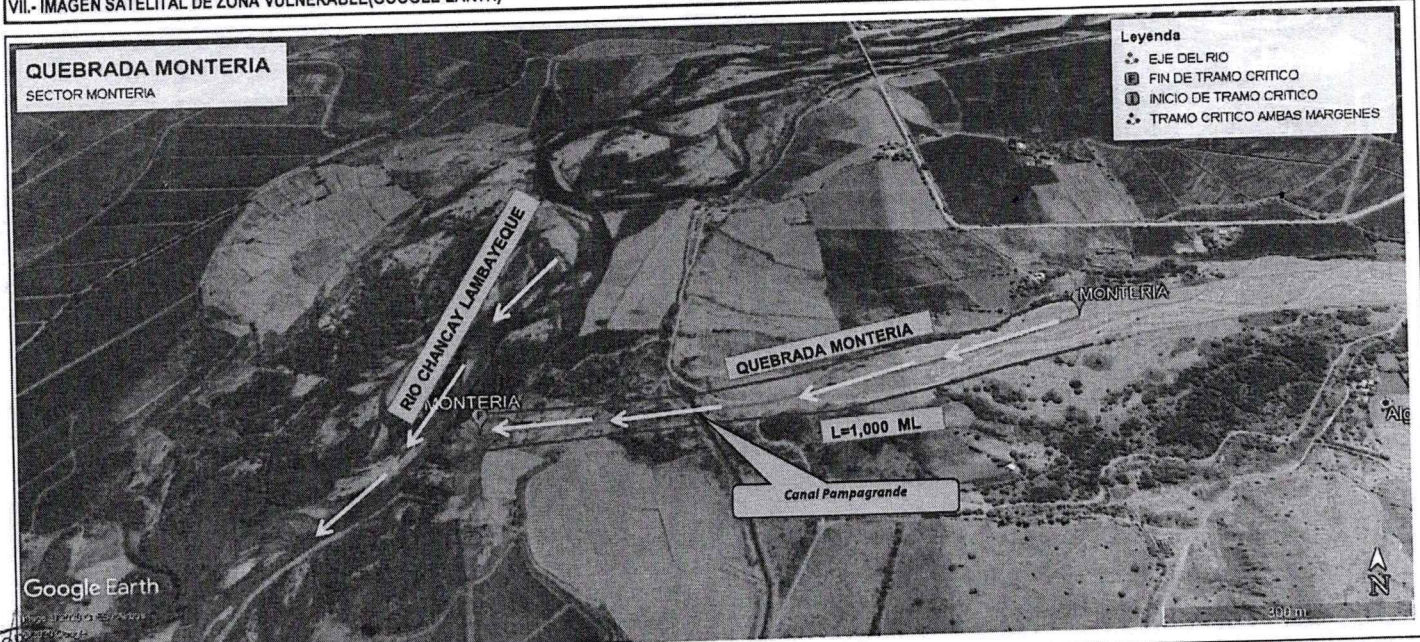 VII.- IMAGEN SATELITAL DE ZONA VULNERABLE(GOOGLE EARTH)
QUEBRADA MONTERIA
SECTOR MONTERIA
Leyenda
EJE DEL RIO
F FIN DE TRAMO CRITICO
I INICIO DE TRAMO CRITICO
TRAMO CRITICO AMBAS MARGENES
RIO CHANCAY LAMBAYEQUE
MONTERIA
QUEBRADA MONTERIA
MONTERIA
L=1,000 ML
Canal Pampagrande
Google Earth
N
300 m